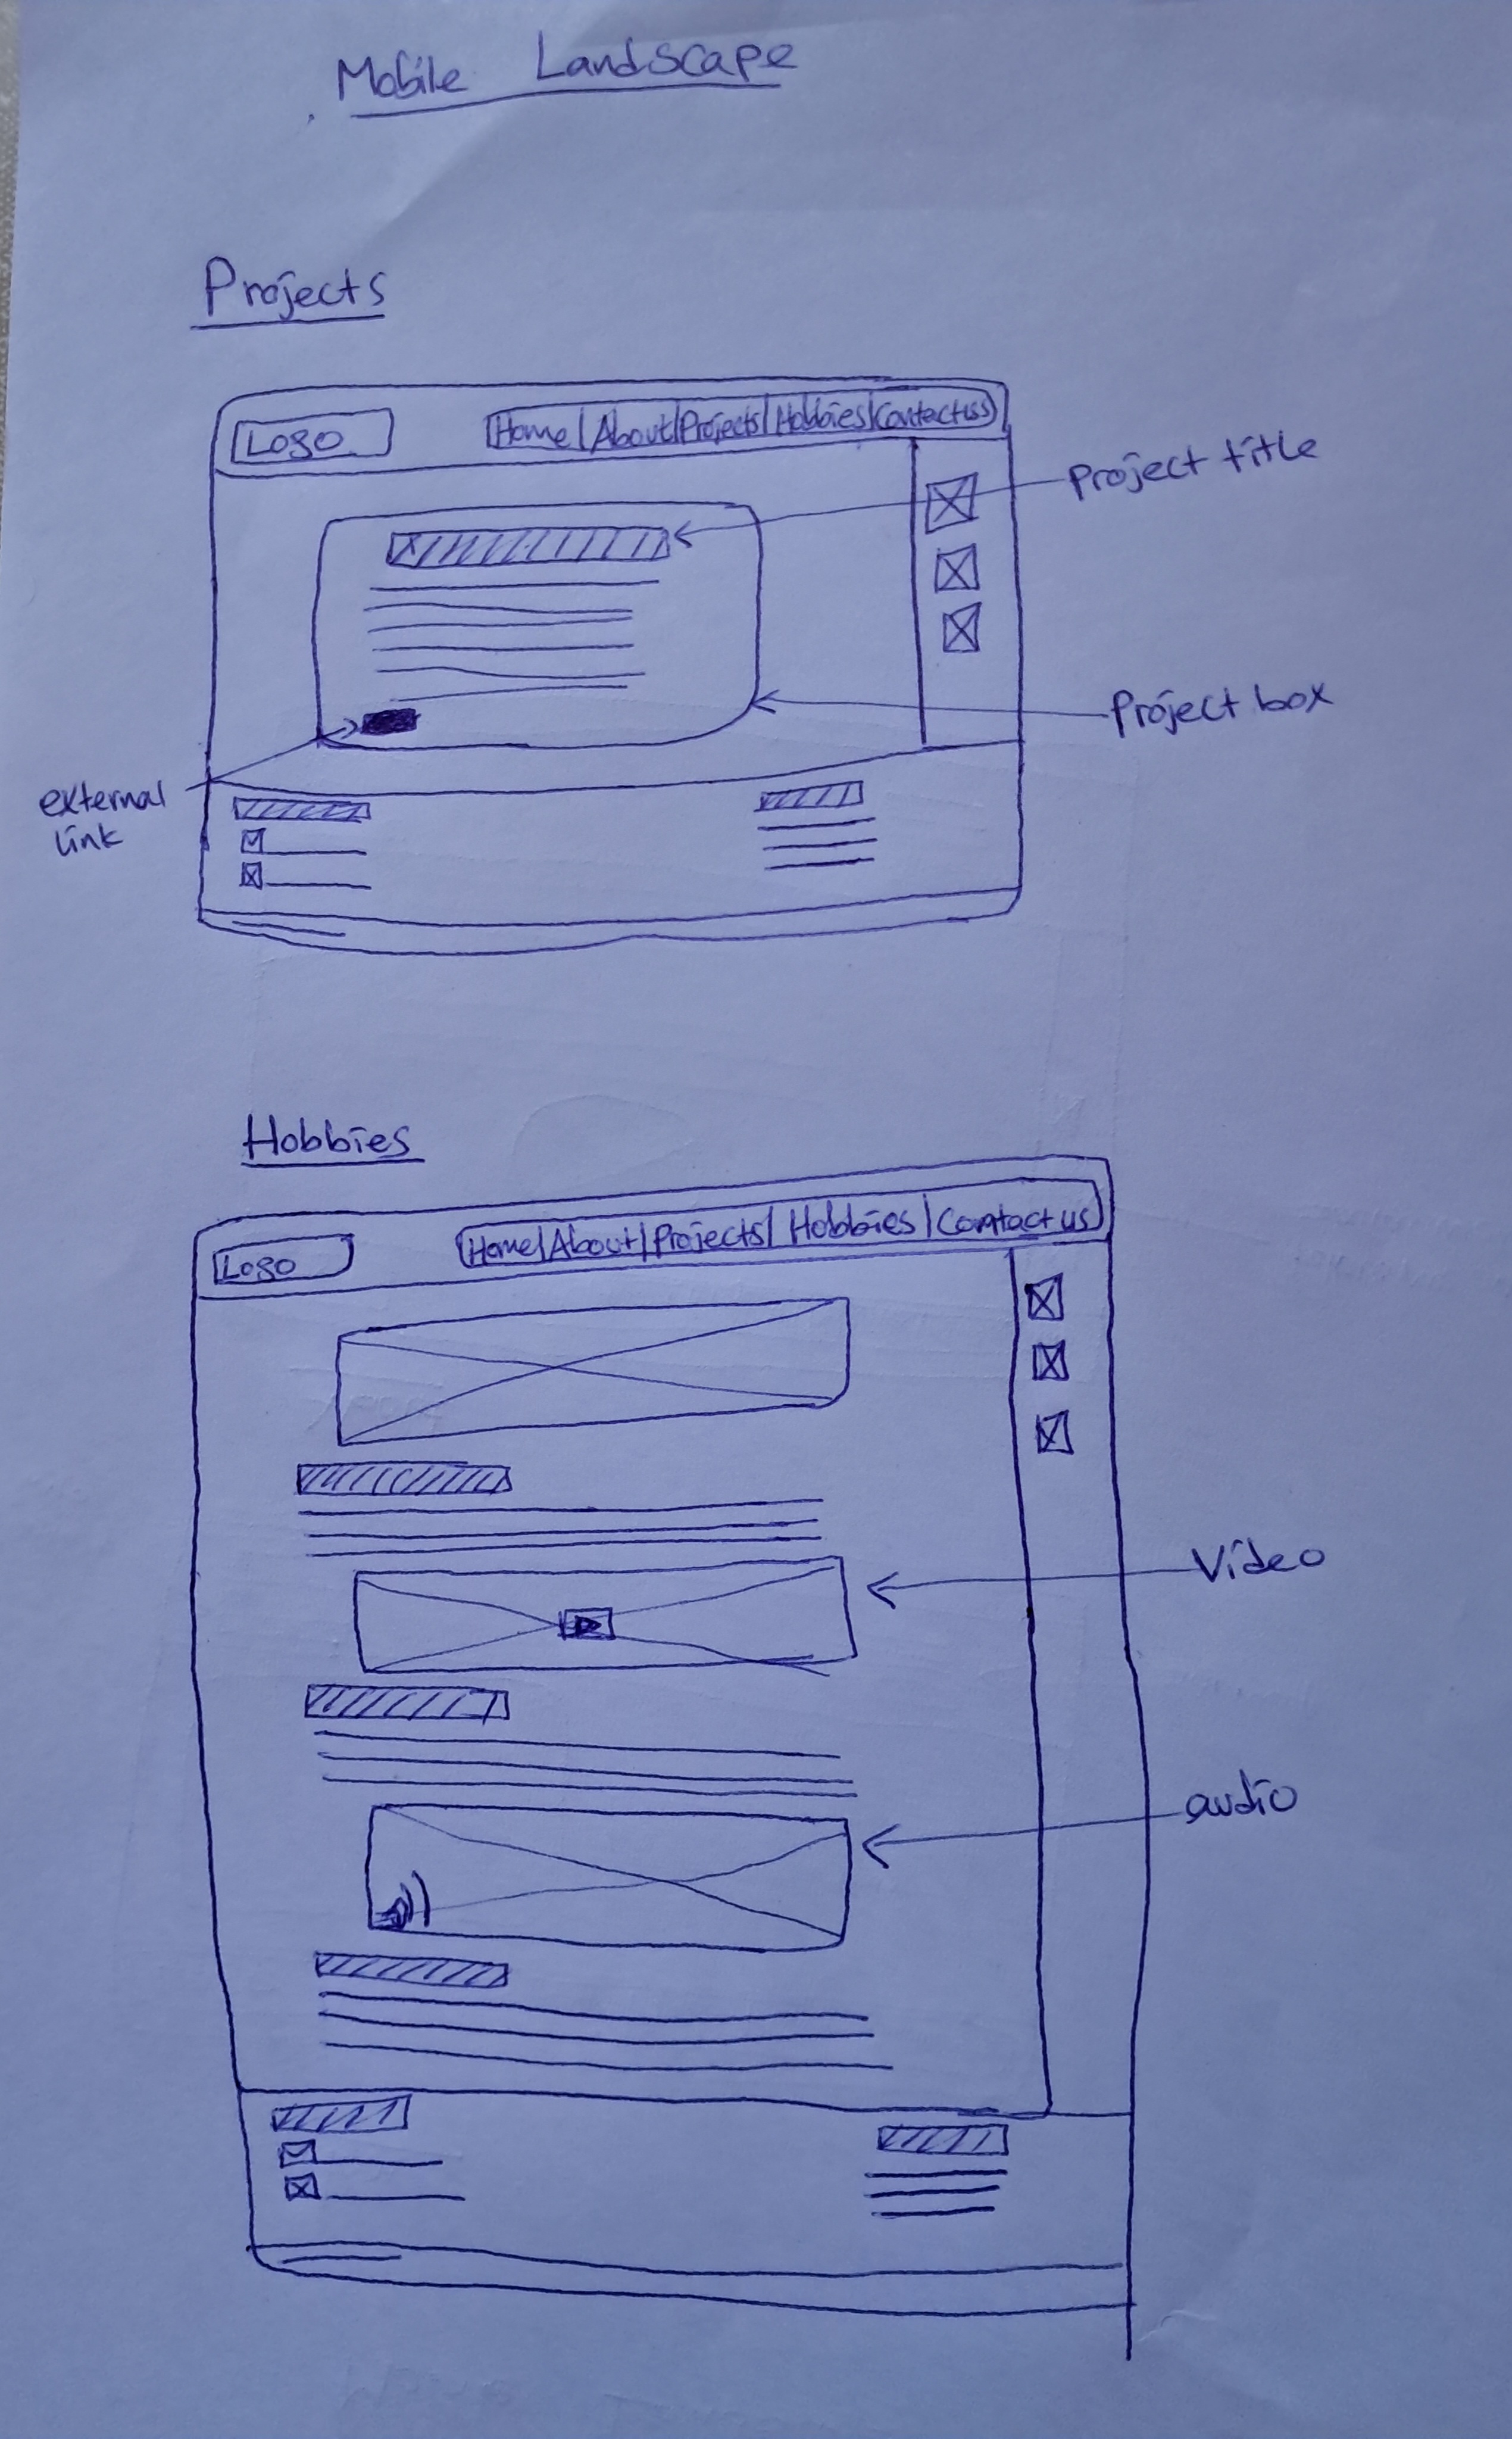 Mobile Landscape
Projects
Logo
Home | About | Projects | Hobbies | Contact us
project title
project box
external
link
Hobbies
Logo
Home | About | Projects | Hobbies | Contact us
Video
audio